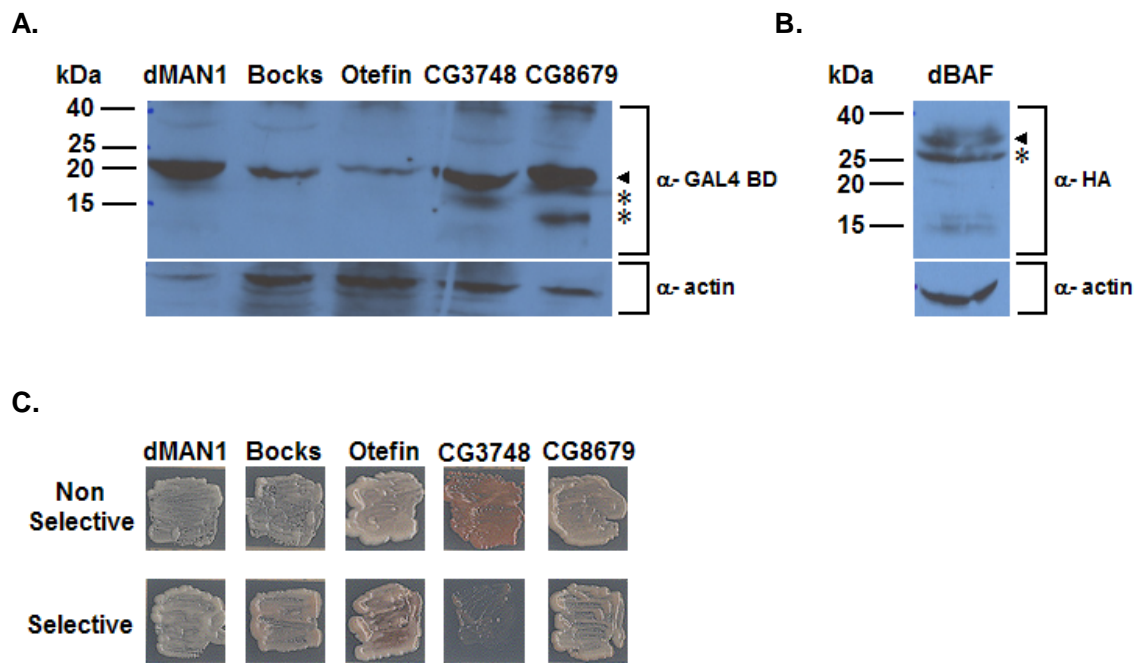 A.
B.
kDa dMAN1 Bocks Otefin CG3748 CG8679
40
25
20
15
*
*
α- GAL4 BD
α- actin
kDa dBAF
40
25
20
15
*
α- HA
α- actin
C.
dMAN1 Bocks Otefin CG3748 CG8679
Non
Selective
Selective